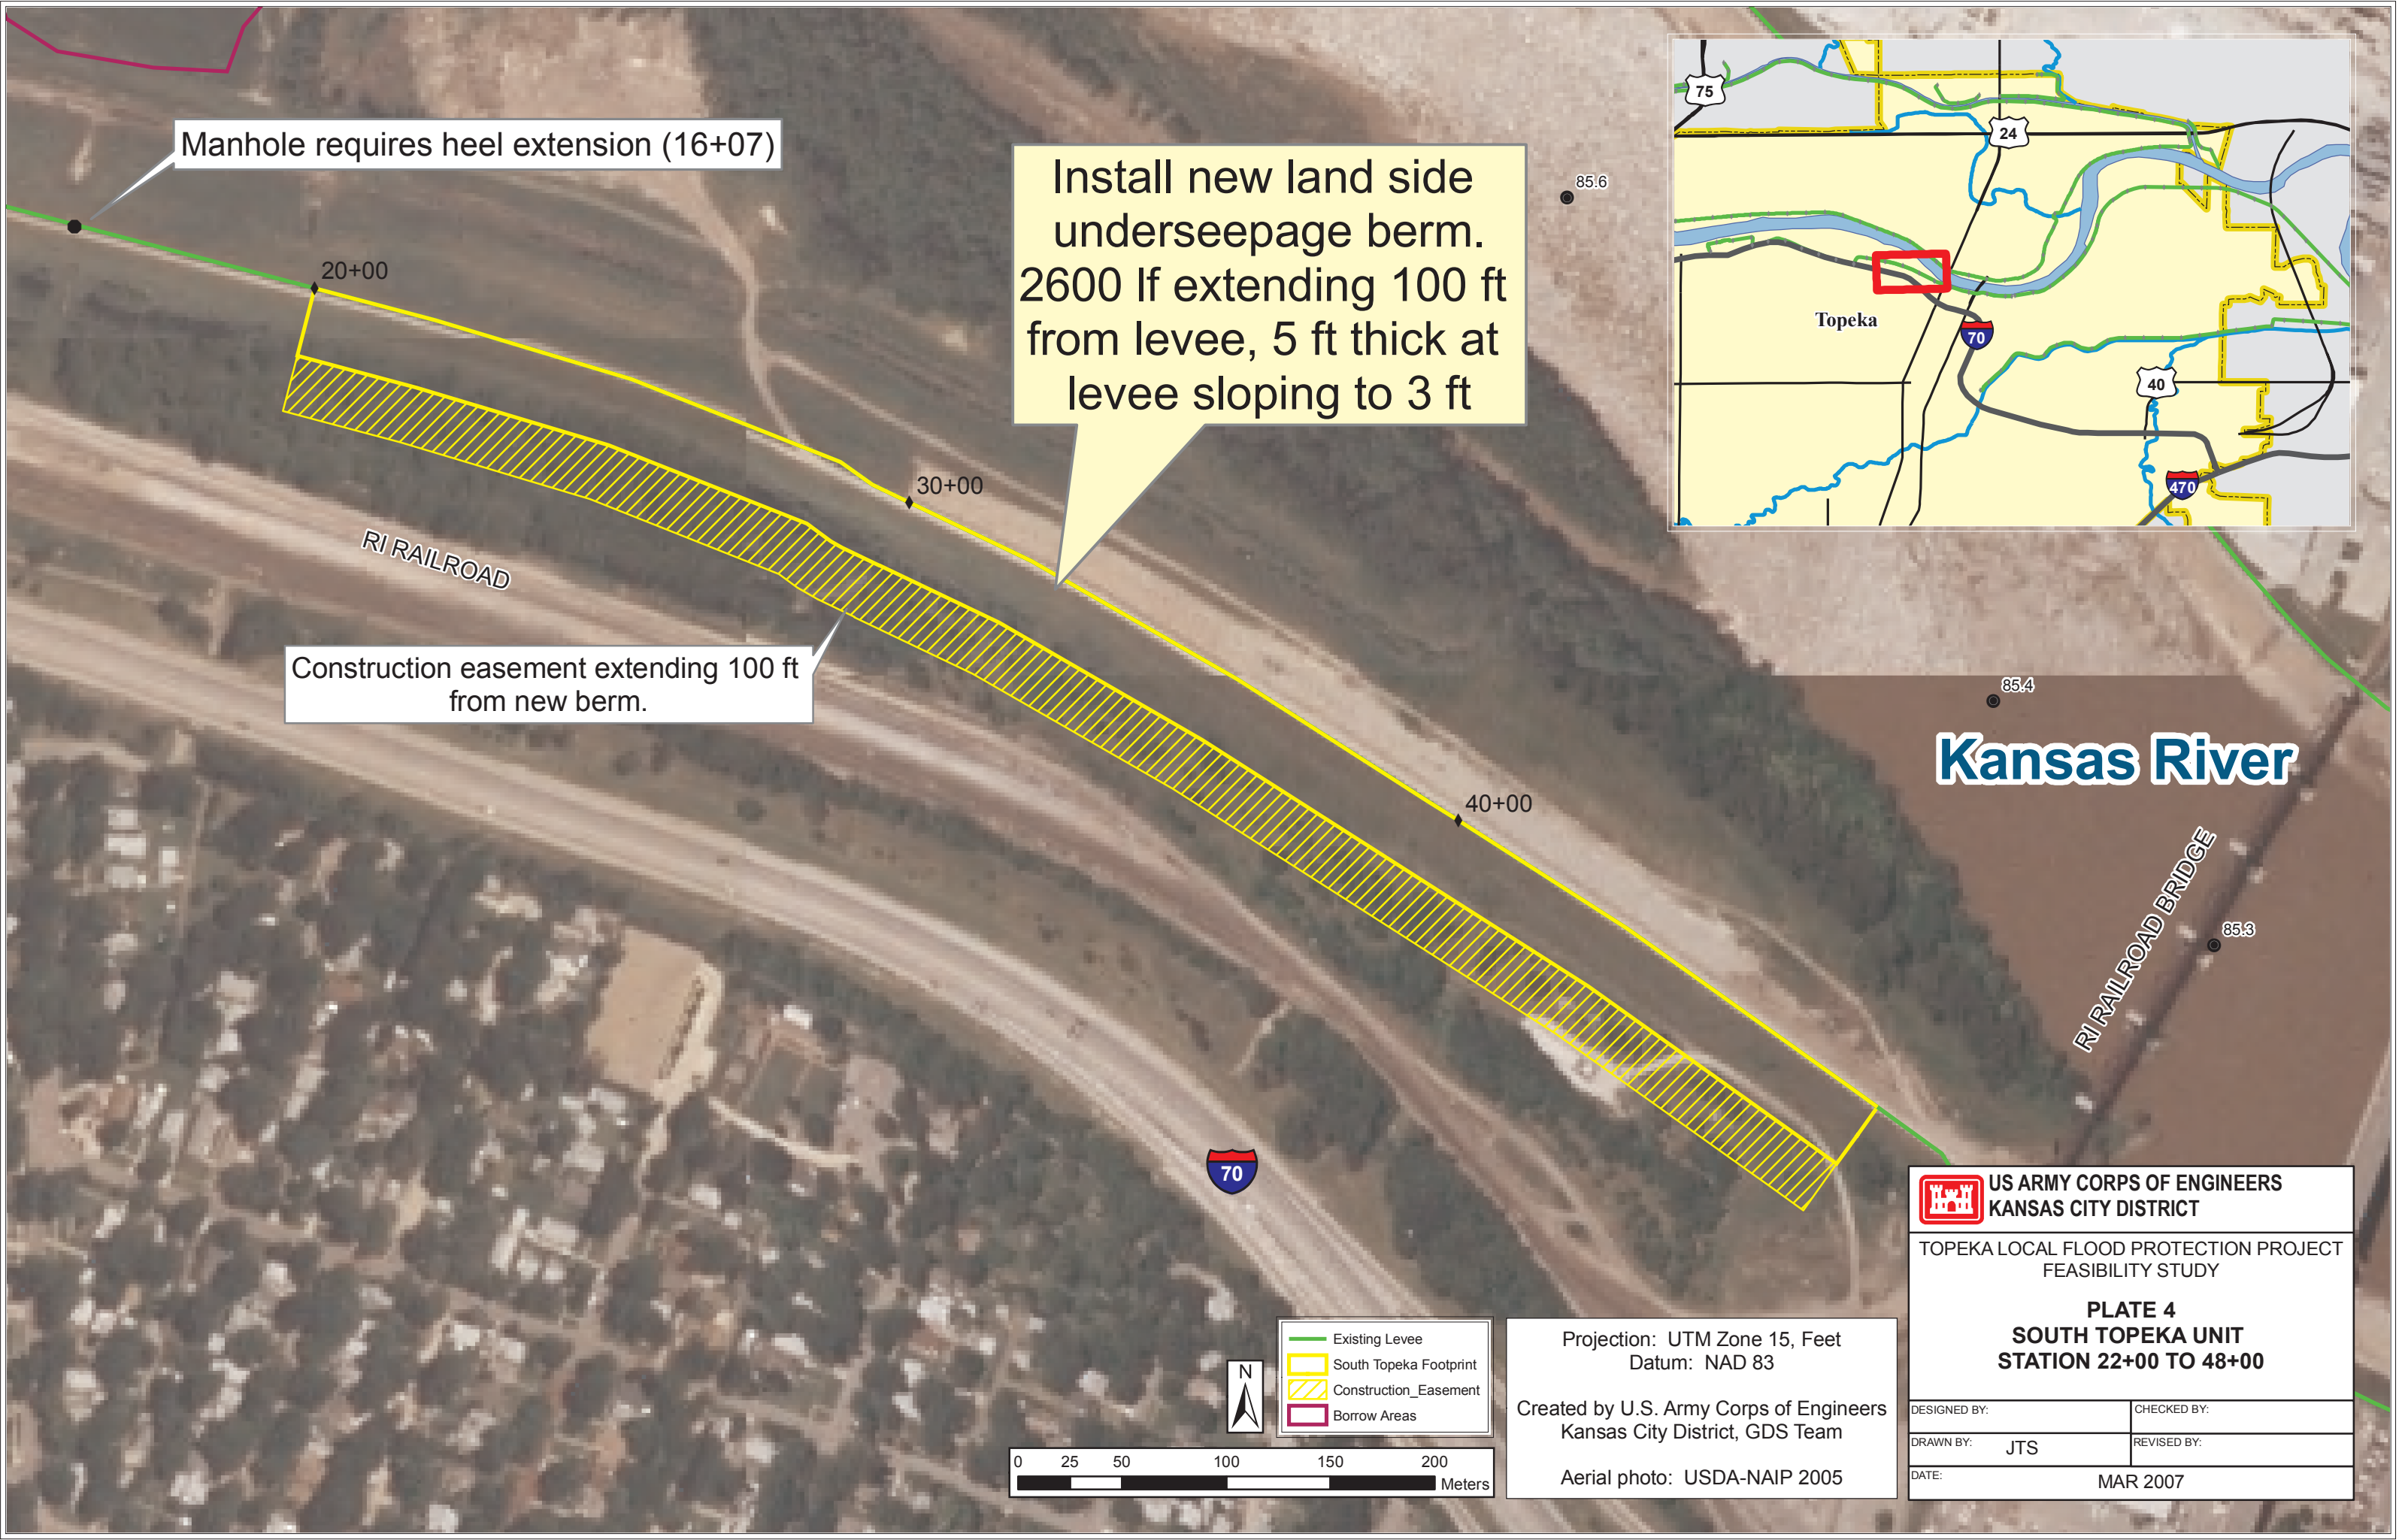 Manhole requires heel extension (16+07)
20+00
Install new land side
underseepage berm.
2600 lf extending 100 ft
from levee, 5 ft thick at
levee sloping to 3 ft
85.6
75
24
Topeka
70
40
470
30+00
RI RAILROAD
Construction easement extending 100 ft
from new berm.
85.4
Kansas River
40+00
RI RAILROAD BRIDGE
85.3
70
N
Existing Levee
South Topeka Footprint
Construction_Easement
Borrow Areas
0 25 50 100 150 200
Meters
Projection: UTM Zone 15, Feet
Datum: NAD 83
Created by U.S. Army Corps of Engineers
Kansas City District, GDS Team
Aerial photo: USDA-NAIP 2005
US ARMY CORPS OF ENGINEERS
KANSAS CITY DISTRICT
TOPEKA LOCAL FLOOD PROTECTION PROJECT
FEASIBILITY STUDY
PLATE 4
SOUTH TOPEKA UNIT
STATION 22+00 TO 48+00
DESIGNED BY:
CHECKED BY:
DRAWN BY: JTS
REVISED BY:
DATE: MAR 2007